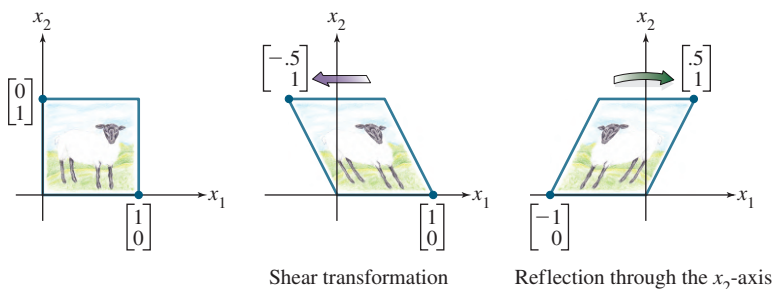 x₂
x₂
x₂
[0
1]
[−.5
1]
[.5
1]
x₁
x₁
x₁
[1
0]
[1
0]
[−1
0]
Shear transformation
Reflection through the x₂-axis